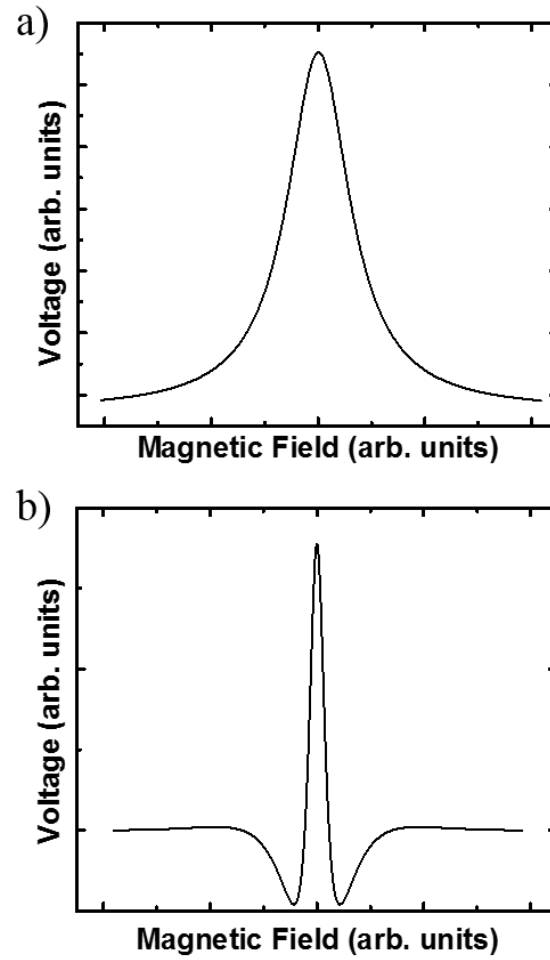 a)
Voltage (arb. units)
Magnetic Field (arb. units)
b)
Voltage (arb. units)
Magnetic Field (arb. units)